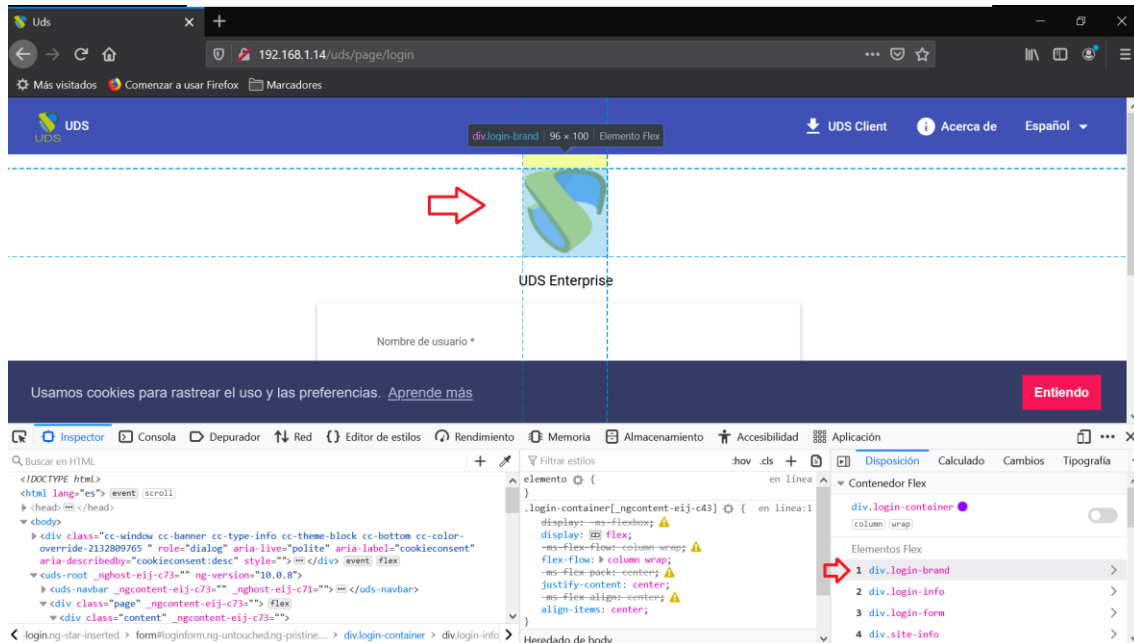 Uds
192.168.1.14/uds/page/login
Más visitados Comenzar a usar Firefox Marcadores
UDS UDS UDS Client Acerca de Español
div.login-brand 96 × 100 Elemento Flex
UDS Enterprise
Nombre de usuario *
Usamos cookies para rastrear el uso y las preferencias. Aprende más Entiendo
Inspector Consola Depurador Red Editor de estilos Rendimiento Memoria Almacenamiento Accesibilidad Aplicación
Buscar en HTML
<!DOCTYPE html>
<html lang="es"> event scroll
<head> ··· </head>
<body>
<div class="cc-window cc-banner cc-type-info cc-theme-block cc-bottom cc-color-
override-2132809765 " role="dialog" aria-live="polite" aria-label="cookieconsent"
aria-describedby="cookieconsent:desc" style=""> ··· </div> event flex
<uds-root _nghost-eij-c73="" ng-version="10.0.8">
<uds-navbar _ngcontent-eij-c73="" _nghost-eij-c71=""> ··· </uds-navbar>
<div class="page" _ngcontent-eij-c73=""> flex
<div class="content" _ngcontent-eij-c73="">
-login.ng-star-inserted > form#loginform.ng-untouched.ng-pristine.... > div.login-container > div.login-info
Filtrar estilos :hov .cls
elemento { en línea
}
.login-container[_ngcontent-eij-c43] { en línea:1
display: -ms-flexbox;
display: flex;
-ms-flex-flow: column wrap;
flex-flow: column wrap;
-ms-flex-pack: center;
justify-content: center;
-ms-flex-align: center;
align-items: center;
}
Heredado de body
Disposición Calculado Cambios Tipografía
Contenedor Flex
div.login-container
column wrap
Elementos Flex
1 div.login-brand
2 div.login-info
3 div.login-form
4 div.site-info